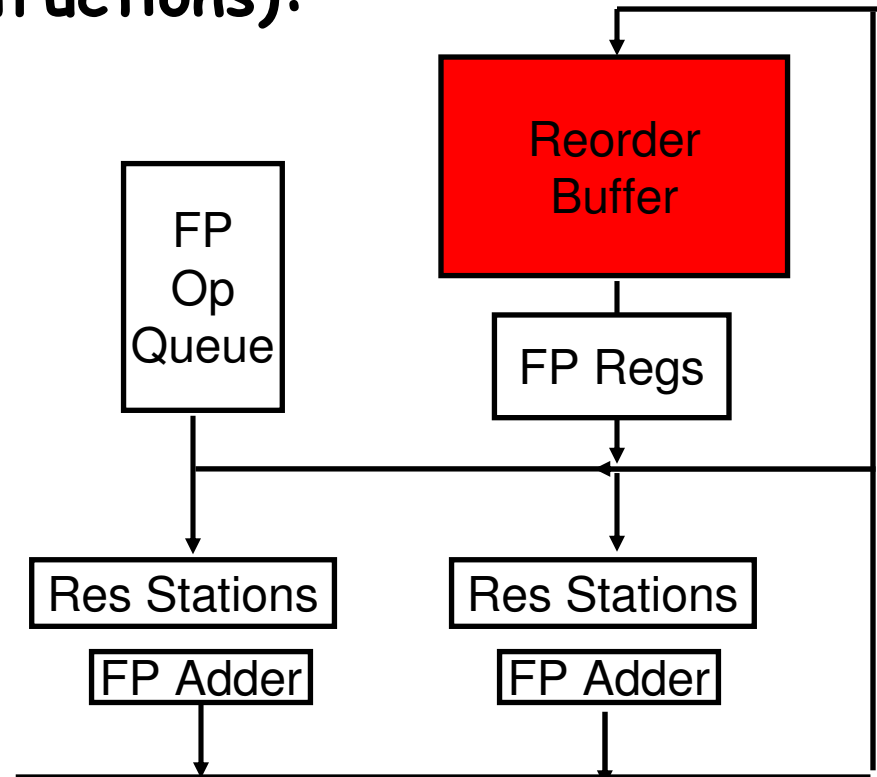 Reorder
Buffer
FP
Op
Queue
FP Regs
Res Stations
Res Stations
FP Adder
FP Adder